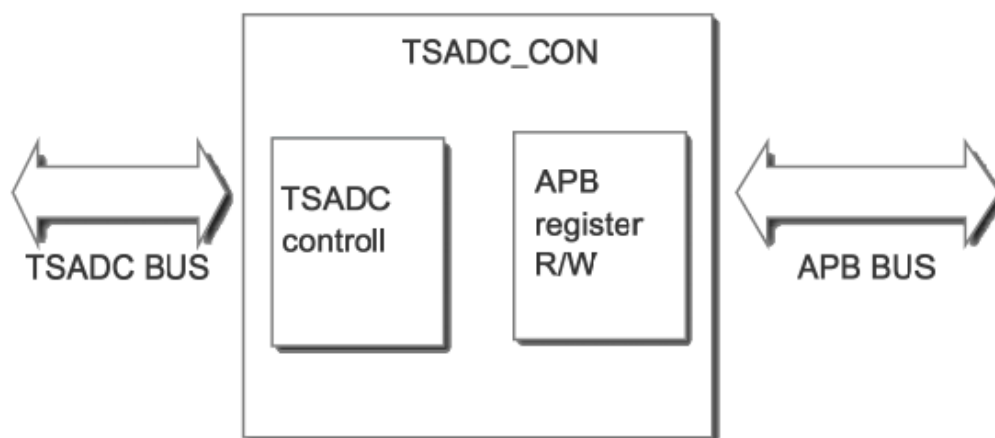 TSADC_CON
TSADC
controll
APB
register
R/W
TSADC BUS
APB BUS